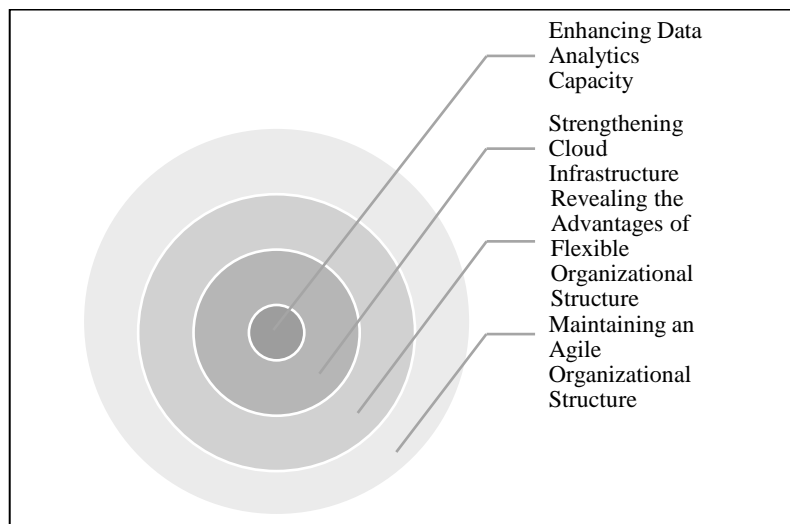 Enhancing Data
Analytics
Capacity
Strengthening
Cloud
Infrastructure
Revealing the
Advantages of
Flexible
Organizational
Structure
Maintaining an
Agile
Organizational
Structure